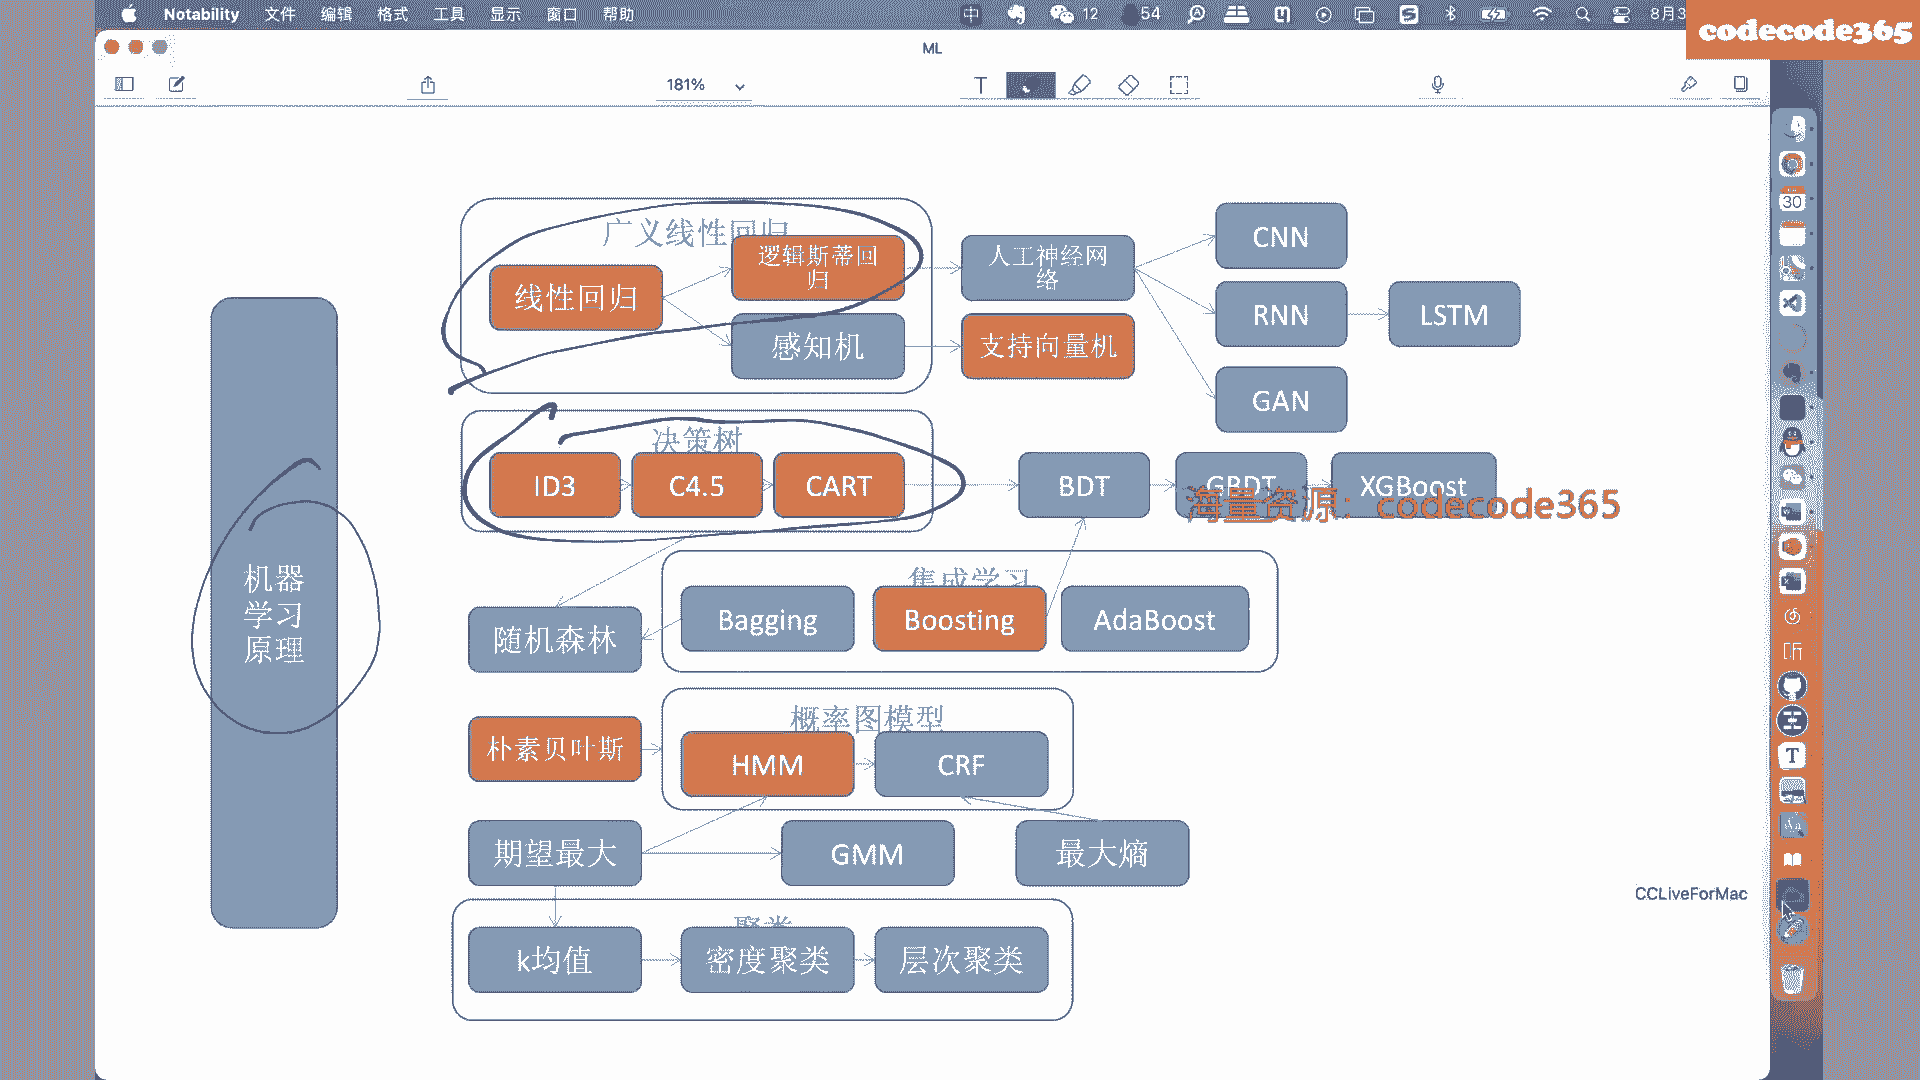 Notability 文件 编辑 格式 工具 显示 窗口 帮助
中 12 54 8月3
codecode365
ML
181%
T
30
广义线性回归
线性回归
逻辑斯蒂回
归
感知机
人工神经网
络
支持向量机
CNN
RNN
LSTM
GAN
决策树
ID3
C4.5
CART
BDT
GBDT
XGBoost
海量资源：codecode365
集成学习
Bagging
Boosting
AdaBoost
随机森林
机器
学习
原理
朴素贝叶斯
概率图模型
HMM
CRF
期望最大
GMM
最大熵
聚类
k均值
密度聚类
层次聚类
CCLiveForMac